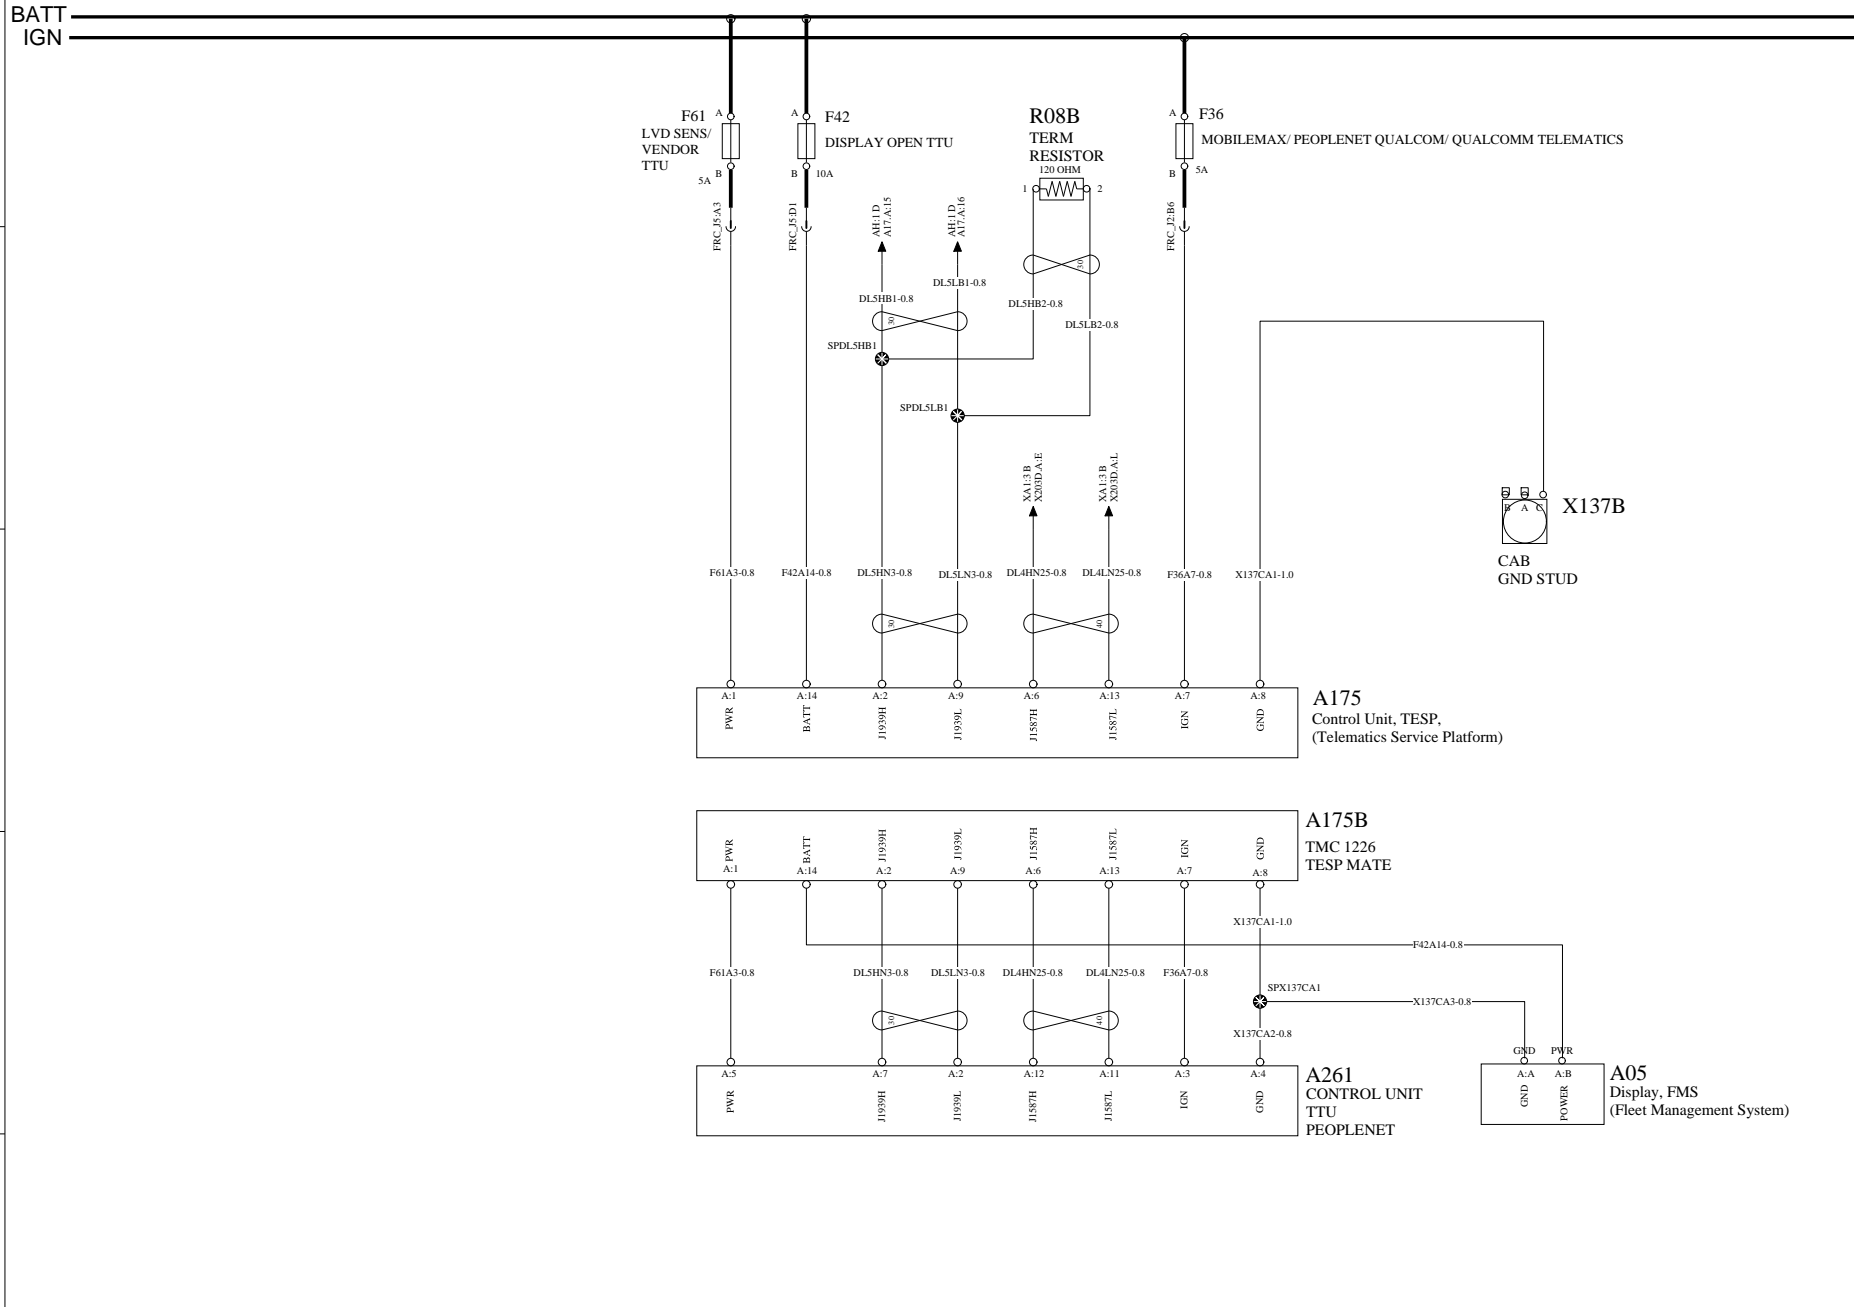 BATT
IGN
F61
LVD SENS/
VENDOR
TTU
A
B
5A
FRC_J5:A3
F42
DISPLAY OPEN TTU
A
B
10A
FRC_J5:D1
R08B
TERM
RESISTOR
120 OHM
1
2
F36
MOBILEMAX/ PEOPLENET QUALCOM/ QUALCOMM TELEMATICS
A
B
5A
FRC_J2:B6
AH:1 D
A17.A:15
AH:1 D
A17.A:16
30
DL5LB1-0.8
DL5HB1-0.8
DL5HB2-0.8
30
DL5LB2-0.8
SPDL5HB1
SPDL5LB1
XA1:3 B
X203D.A:E
XA1:3 B
X203D.A:L
B
A
C
X137B
CAB
GND STUD
F61A3-0.8
F42A14-0.8
DL5HN3-0.8
DL5LN3-0.8
DL4HN25-0.8
DL4LN25-0.8
F36A7-0.8
X137CA1-1.0
30
40
A:1
A:14
A:2
A:9
A:6
A:13
A:7
A:8
PWR
BATT
J1939H
J1939L
J1587H
J1587L
IGN
GND
A175
Control Unit, TESP,
(Telematics Service Platform)
A175B
TMC 1226
TESP MATE
PWR
BATT
J1939H
J1939L
J1587H
J1587L
IGN
GND
A:1
A:14
A:2
A:9
A:6
A:13
A:7
A:8
X137CA1-1.0
F42A14-0.8
F61A3-0.8
DL5HN3-0.8
DL5LN3-0.8
DL4HN25-0.8
DL4LN25-0.8
F36A7-0.8
SPX137CA1
X137CA3-0.8
30
40
X137CA2-0.8
GND
PWR
A:5
A:7
A:2
A:12
A:11
A:3
A:4
PWR
J1939H
J1939L
J1587H
J1587L
IGN
GND
A261
CONTROL UNIT
TTU
PEOPLENET
A:A
A:B
GND
POWER
A05
Display, FMS
(Fleet Management System)